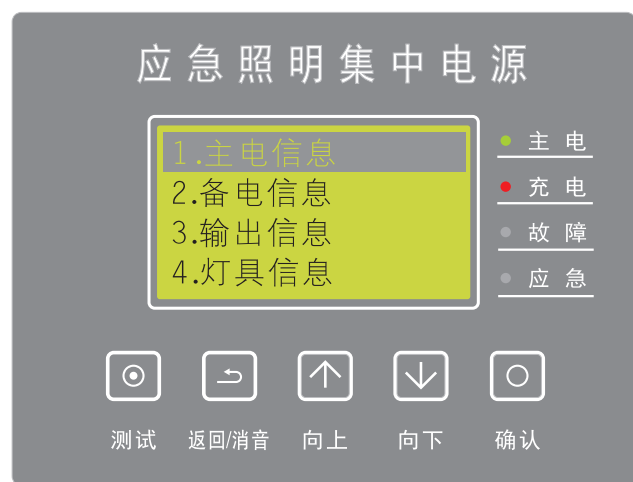 应急照明集中电源
1.主电信息
2.备电信息
3.输出信息
4.灯具信息
主电
充电
故障
应急
测试 返回/消音 向上 向下 确认